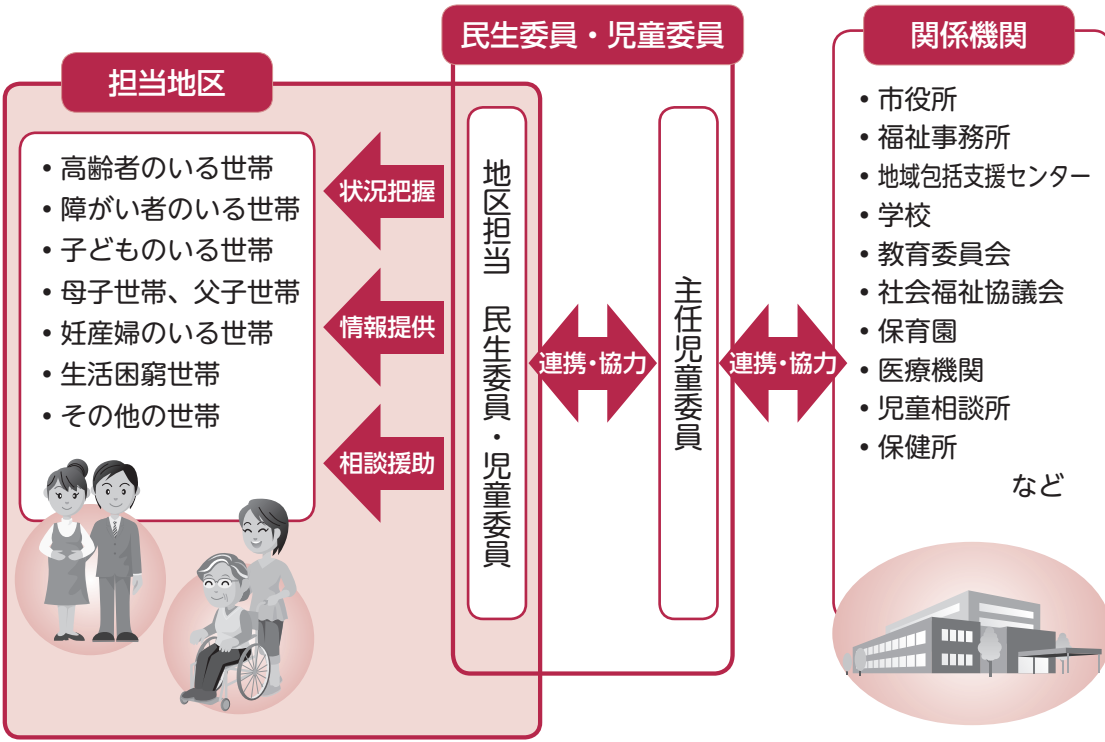 民生委員・児童委員
担当地区
• 高齢者のいる世帯
• 障がい者のいる世帯
• 子どものいる世帯
• 母子世帯、父子世帯
• 妊産婦のいる世帯
• 生活困窮世帯
• その他の世帯
状況把握
情報提供
相談援助
地区担当　民生委員・児童委員
連携・協力
主任児童委員
連携・協力
関係機関
• 市役所
• 福祉事務所
• 地域包括支援センター
• 学校
• 教育委員会
• 社会福祉協議会
• 保育園
• 医療機関
• 児童相談所
• 保健所
など